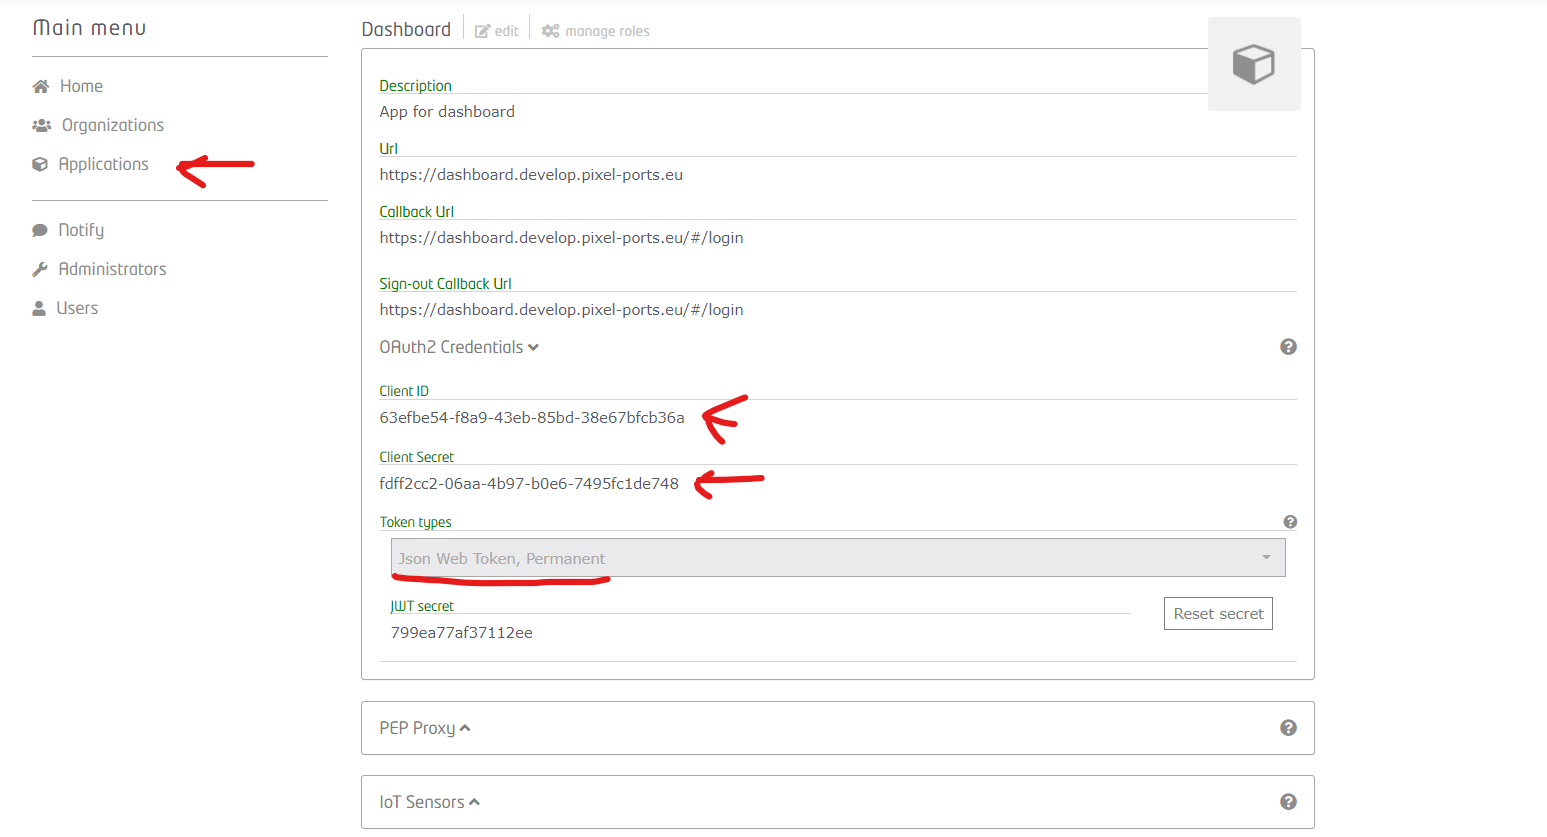 Main menu
Home
Organizations
Applications
Notify
Administrators
Users
Dashboard edit manage roles
Description
App for dashboard
Url
https://dashboard.develop.pixel-ports.eu
Callback Url
https://dashboard.develop.pixel-ports.eu/#/login
Sign-out Callback Url
https://dashboard.develop.pixel-ports.eu/#/login
OAuth2 Credentials
Client ID
63efbe54-f8a9-43eb-85bd-38e67bfcb36a
Client Secret
fdff2cc2-06aa-4b97-b0e6-7495fc1de748
Token types
Json Web Token, Permanent
JWT secret
799ea77af37112ee
Reset secret
PEP Proxy
IoT Sensors